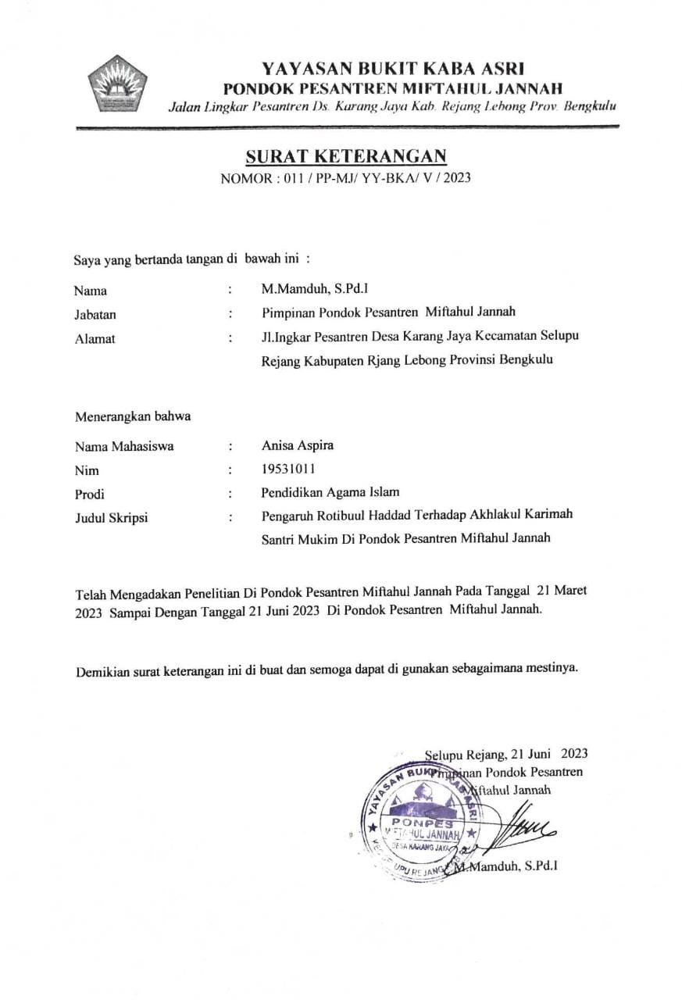 YAYASAN BUKIT KABA ASRI
PONDOK PESANTREN MIFTAHUL JANNAH
Jalan Lingkar Pesantren Ds. Karang Jaya Kab. Rejang Lebong Prov. Bengkulu
SURAT KETERANGAN
NOMOR : 011 / PP-MJ/ YY-BKA/ V / 2023
Saya yang bertanda tangan di bawah ini :
Nama : M.Mamduh, S.Pd.I
Jabatan : Pimpinan Pondok Pesantren Miftahul Jannah
Alamat : Jl.Ingkar Pesantren Desa Karang Jaya Kecamatan Selupu
Rejang Kabupaten Rjang Lebong Provinsi Bengkulu
Menerangkan bahwa
Nama Mahasiswa : Anisa Aspira
Nim : 19531011
Prodi : Pendidikan Agama Islam
Judul Skripsi : Pengaruh Rotibuul Haddad Terhadap Akhlakul Karimah
Santri Mukim Di Pondok Pesantren Miftahul Jannah
Telah Mengadakan Penelitian Di Pondok Pesantren Miftahul Jannah Pada Tanggal 21 Maret
2023 Sampai Dengan Tanggal 21 Juni 2023 Di Pondok Pesantren Miftahul Jannah.
Demikian surat keterangan ini di buat dan semoga dapat di gunakan sebagaimana mestinya.
Selupu Rejang, 21 Juni 2023
Pimpinan Pondok Pesantren
Miftahul Jannah
YAYASAN BUKIT KABA ASRI
PONPES
MIFTAHUL JANNAH
DESA KARANG JAYA
M.Mamduh, S.Pd.I